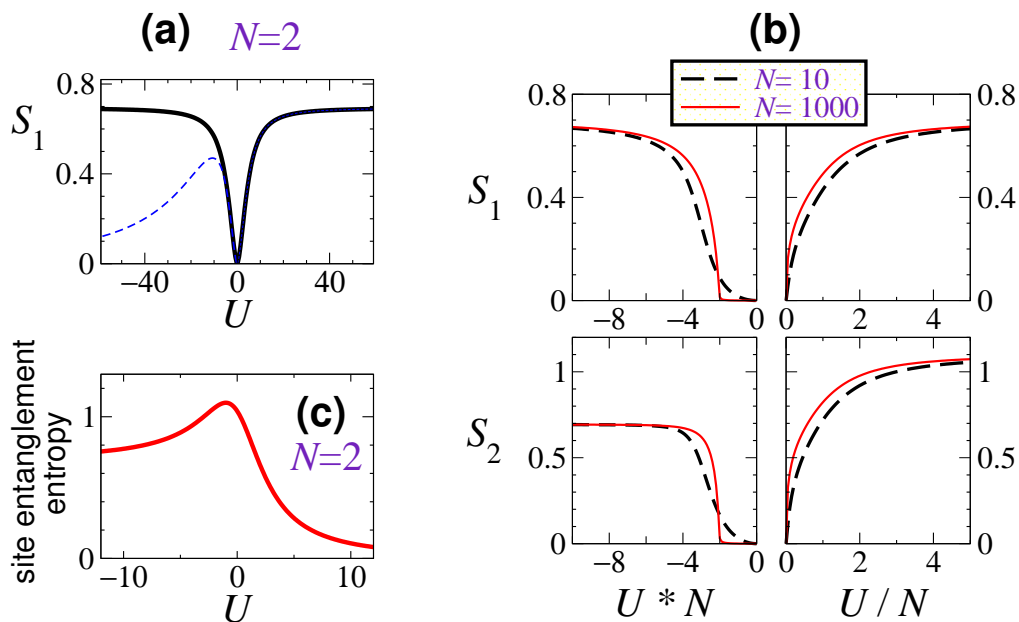 (a) N=2
S1
0.8
0.4
0
−40 0 40
U
(b)
N= 10
N= 1000
0.8 0.8
S1
0.4 0.4
0 0
−8 −4 0 0 2 4
S2
1 1
0.5 0.5
0 0
−8 −4 0 0 2 4
U * N U / N
(c)
N=2
site entanglement
entropy
1
0
−10 0 10
U